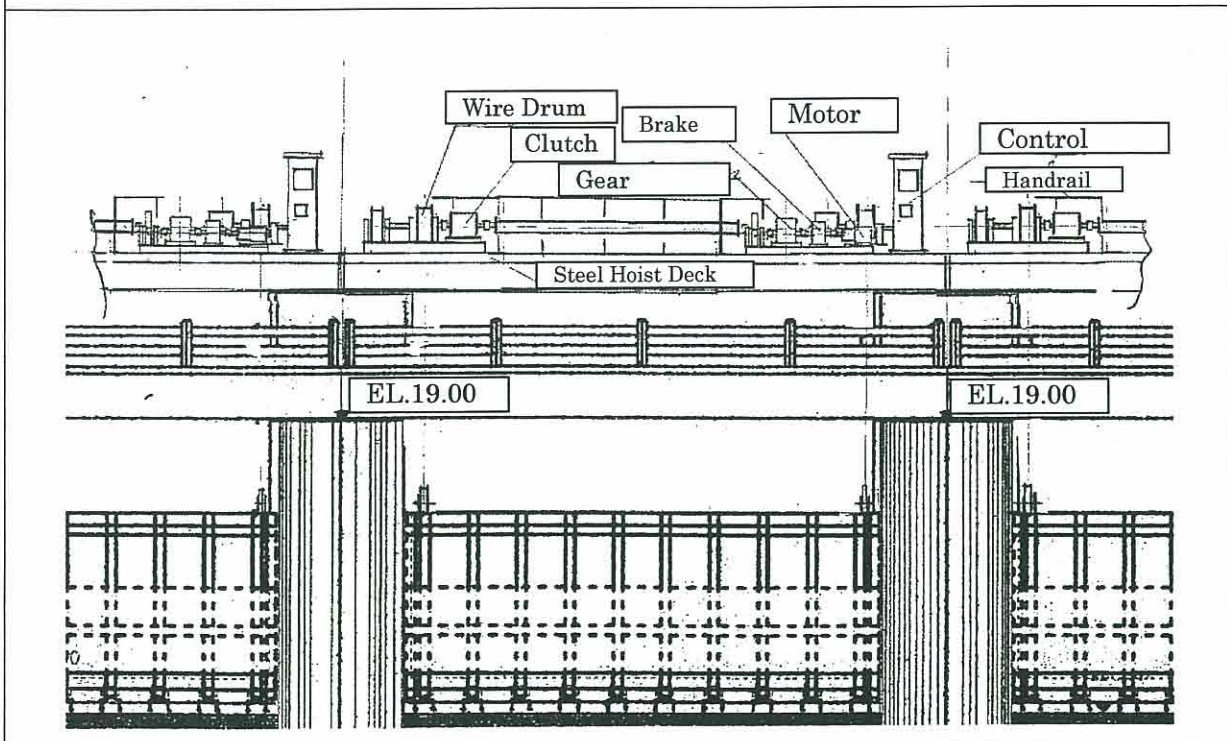 Wire Drum
Clutch
Brake
Motor
Control
Gear
Handrail
Steel Hoist Deck
EL.19.00
EL.19.00